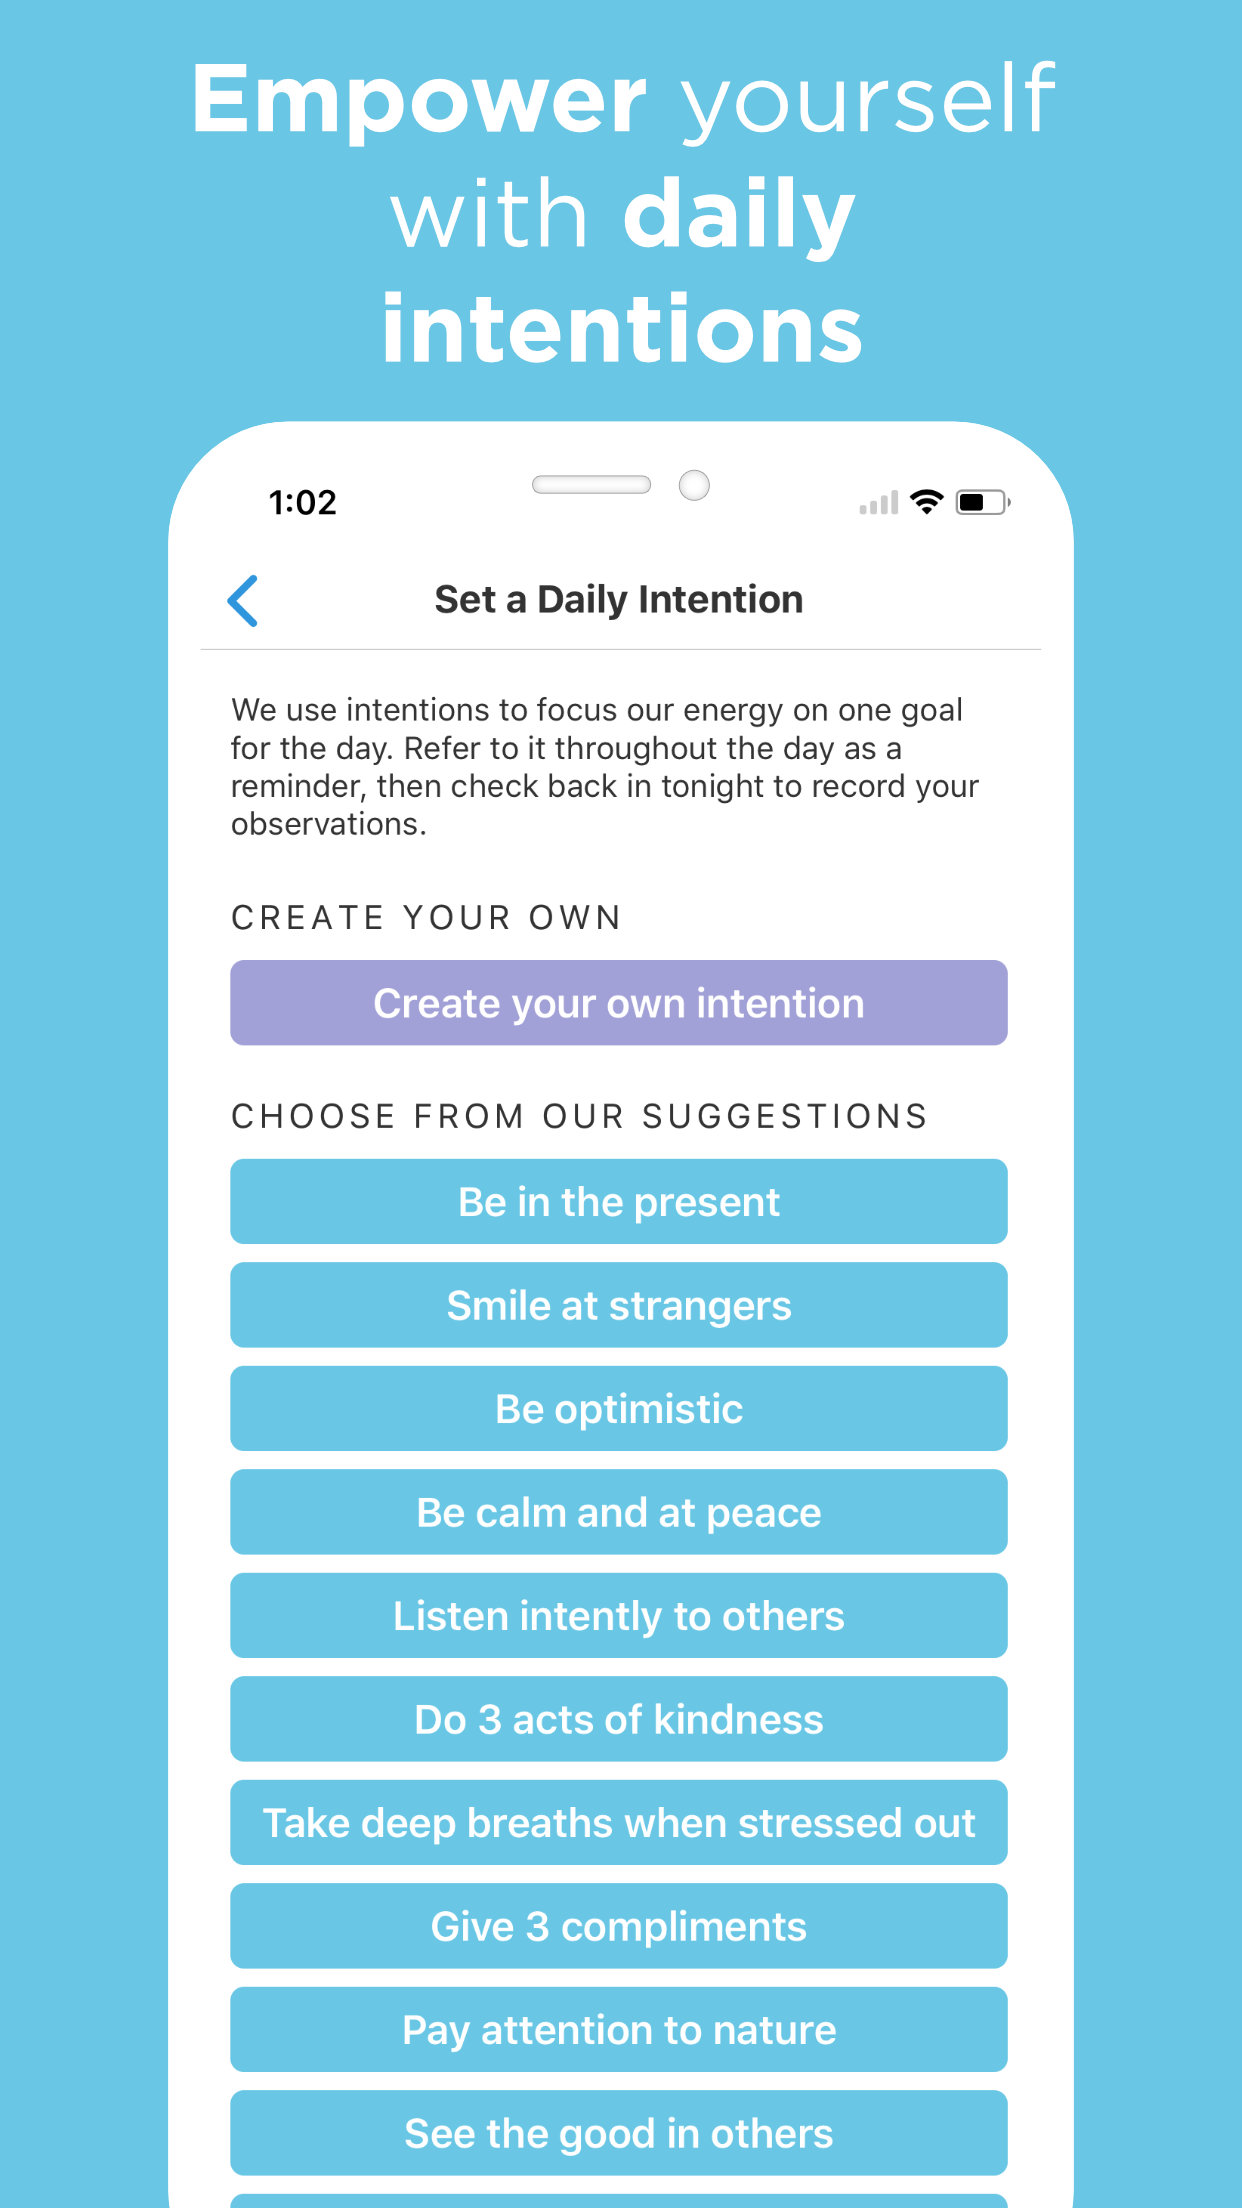 Empower yourself
with daily
intentions
1:02
Set a Daily Intention
We use intentions to focus our energy on one goal
for the day. Refer to it throughout the day as a
reminder, then check back in tonight to record your
observations.
CREATE YOUR OWN
Create your own intention
CHOOSE FROM OUR SUGGESTIONS
Be in the present
Smile at strangers
Be optimistic
Be calm and at peace
Listen intently to others
Do 3 acts of kindness
Take deep breaths when stressed out
Give 3 compliments
Pay attention to nature
See the good in others